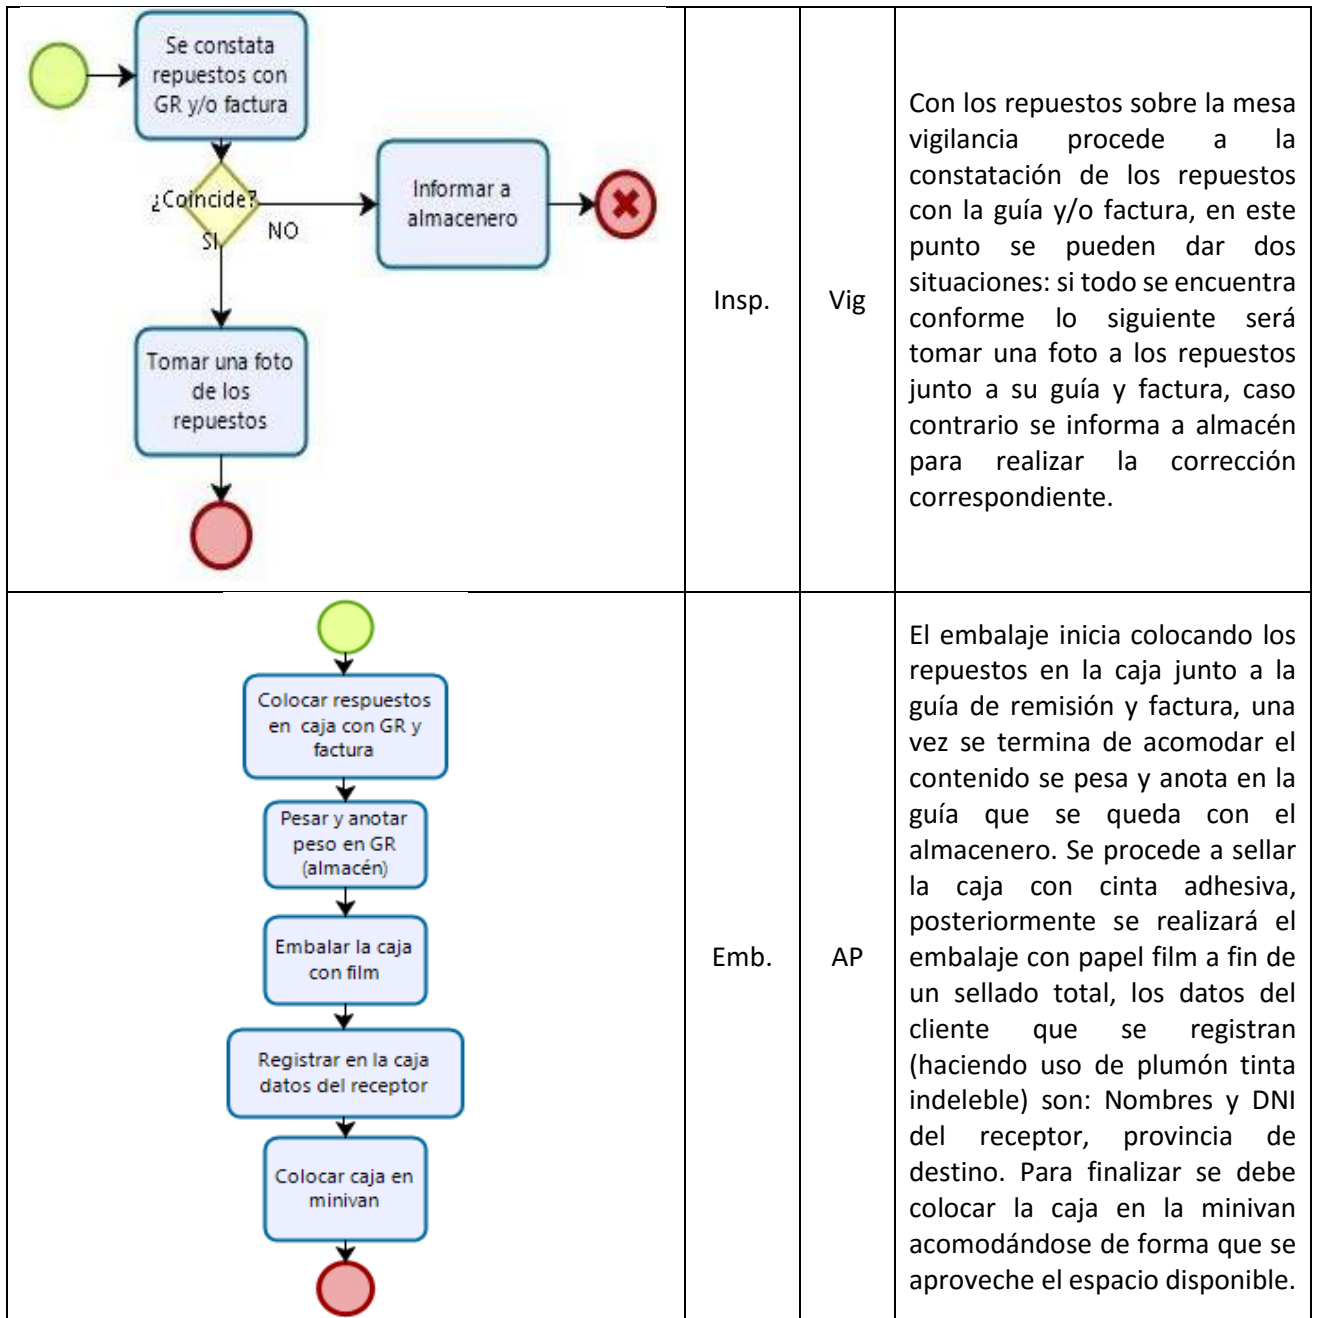 Se constata
repuestos con
GR y/o factura
¿Coincide?
SI
NO
Informar a
almacenero
Tomar una foto
de los
repuestos
Insp.
Vig
Con los repuestos sobre la mesa
vigilancia procede a la
constatación de los repuestos
con la guía y/o factura, en este
punto se pueden dar dos
situaciones: si todo se encuentra
conforme lo siguiente será
tomar una foto a los repuestos
junto a su guía y factura, caso
contrario se informa a almacén
para realizar la corrección
correspondiente.
Colocar respuestos
en caja con GR y
factura
Pesar y anotar
peso en GR
(almacén)
Embalar la caja
con film
Registrar en la caja
datos del receptor
Colocar caja en
minivan
Emb.
AP
El embalaje inicia colocando los
repuestos en la caja junto a la
guía de remisión y factura, una
vez se termina de acomodar el
contenido se pesa y anota en la
guía que se queda con el
almacenero. Se procede a sellar
la caja con cinta adhesiva,
posteriormente se realizará el
embalaje con papel film a fin de
un sellado total, los datos del
cliente que se registran
(haciendo uso de plumón tinta
indeleble) son: Nombres y DNI
del receptor, provincia de
destino. Para finalizar se debe
colocar la caja en la minivan
acomodándose de forma que se
aproveche el espacio disponible.